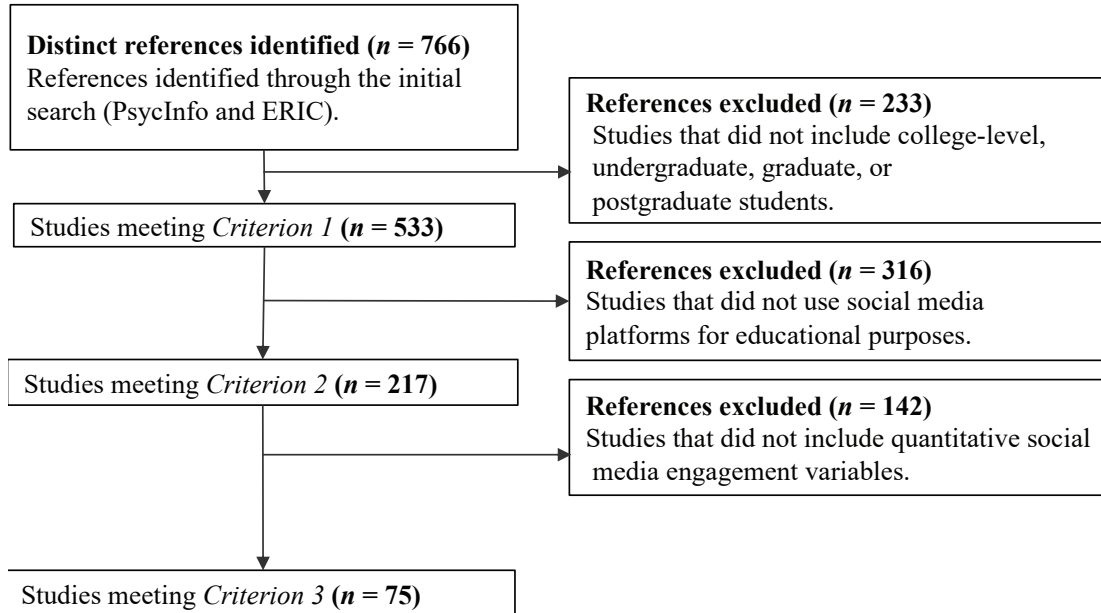 Distinct references identified (n = 766)
References identified through the initial
search (PsycInfo and ERIC).
References excluded (n = 233)
Studies that did not include college-level,
undergraduate, graduate, or
postgraduate students.
Studies meeting Criterion 1 (n = 533)
References excluded (n = 316)
Studies that did not use social media
platforms for educational purposes.
Studies meeting Criterion 2 (n = 217)
References excluded (n = 142)
Studies that did not include quantitative social
media engagement variables.
Studies meeting Criterion 3 (n = 75)